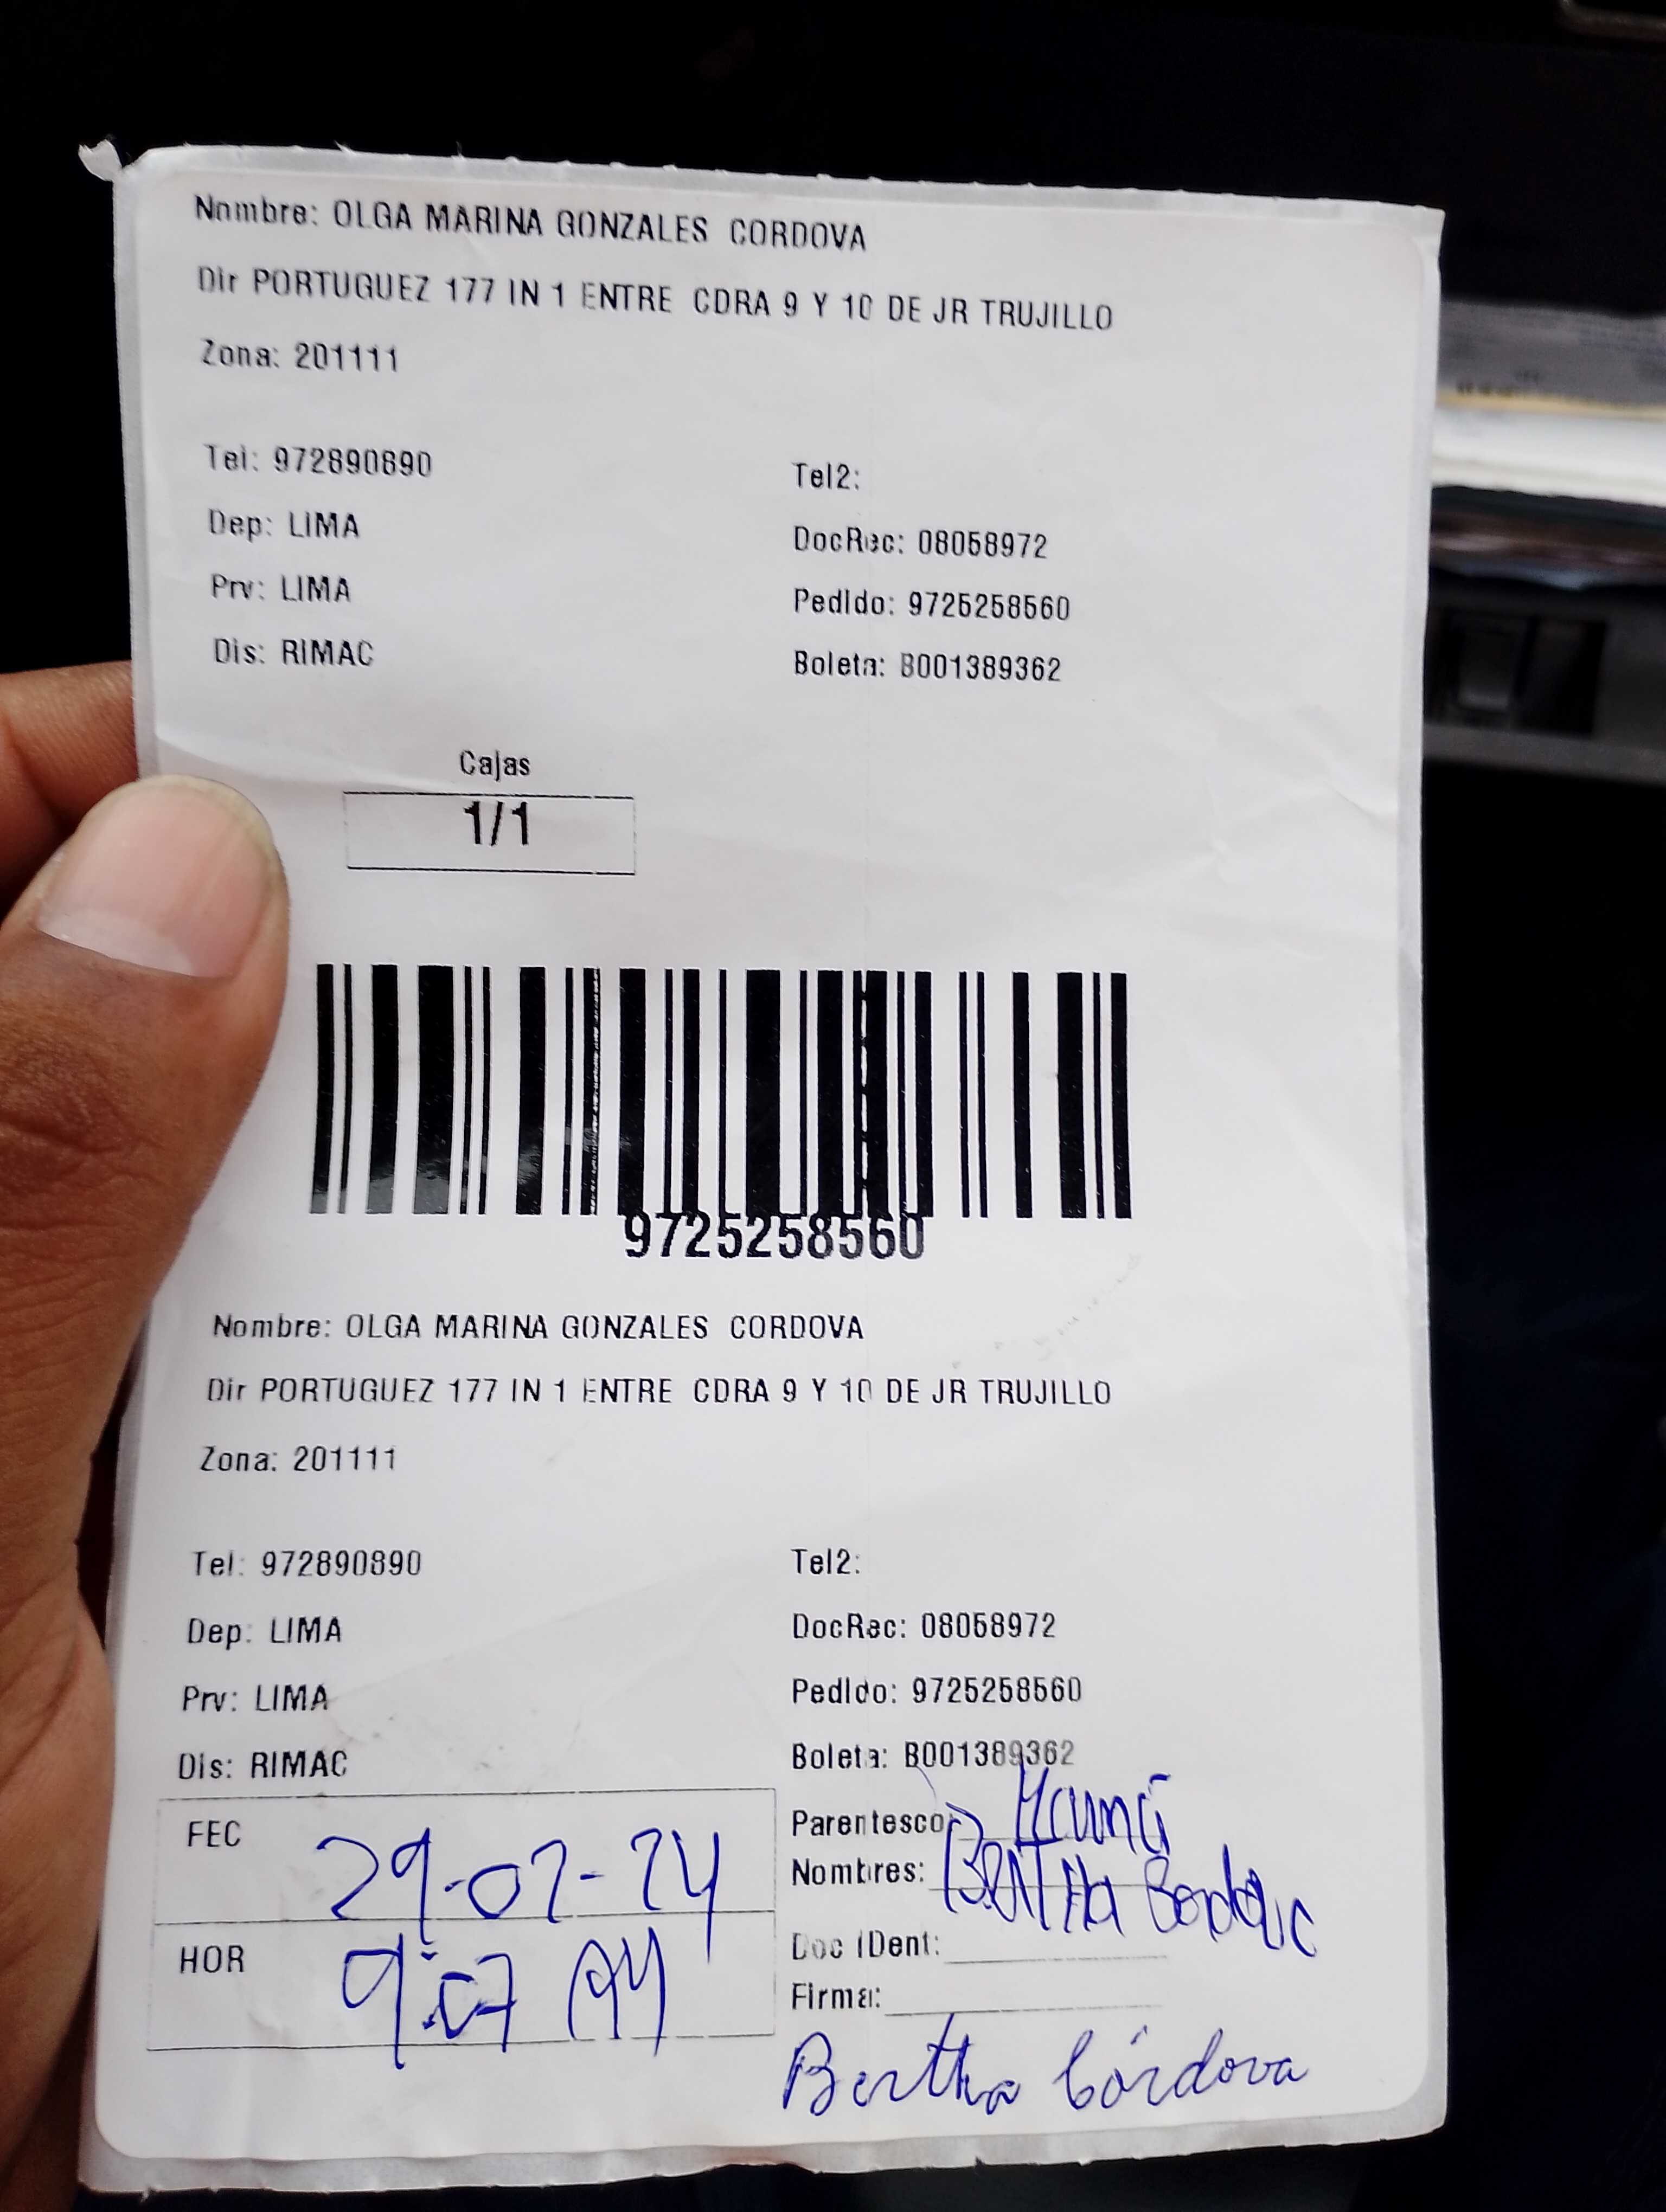 Nombre: OLGA MARINA GONZALES CORDOVA
Dir PORTUGUEZ 177 IN 1 ENTRE CDRA 9 Y 10 DE JR TRUJILLO
Zona: 201111
Tel: 972890890 Tel2:
Dep: LIMA DocRec: 08058972
Prv: LIMA Pedido: 9725258560
Dis: RIMAC Boleta: B001389362
Cajas
1/1
9725258560
Nombre: OLGA MARINA GONZALES CORDOVA
Dir PORTUGUEZ 177 IN 1 ENTRE CDRA 9 Y 10 DE JR TRUJILLO
Zona: 201111
Tel: 972890890 Tel2:
Dep: LIMA DocRec: 08058972
Prv: LIMA Pedido: 9725258560
Dis: RIMAC Boleta: B001389362
FEC 29-02-24 Parentesco: Mamá
Nombres: Bertha Cordova
HOR 9:07 AM Doc IDent:
Firma:
Bertha Córdova